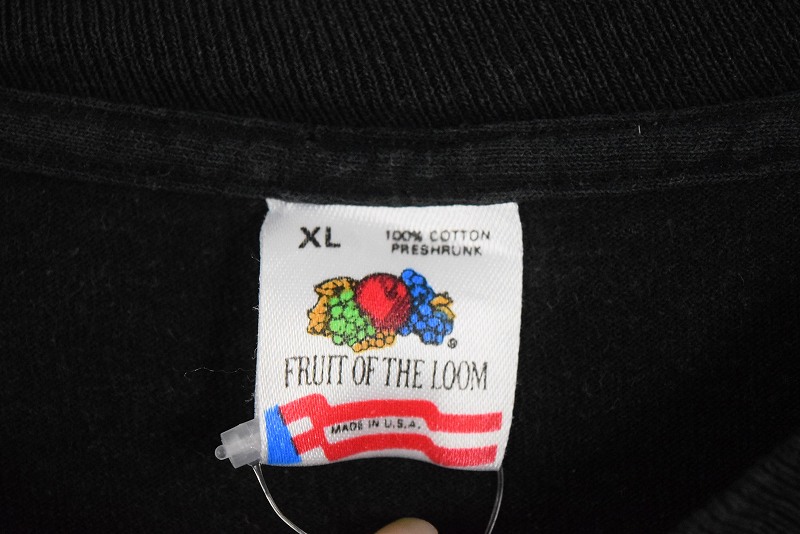 XL
100% COTTON
PRESHRUNK
®
FRUIT OF THE LOOM
MADE IN U.S.A.